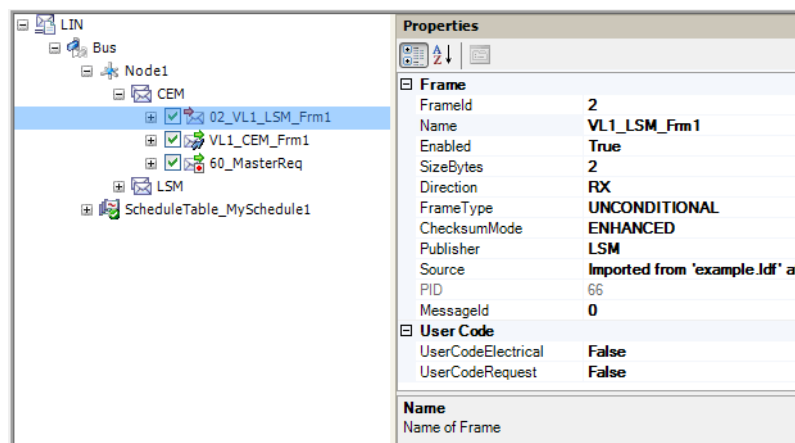 LIN
Bus
Node1
CEM
02_VL1_LSM_Frm1
VL1_CEM_Frm1
60_MasterReq
LSM
ScheduleTable_MySchedule1
Properties
Frame
FrameId 2
Name VL1_LSM_Frm1
Enabled True
SizeBytes 2
Direction RX
FrameType UNCONDITIONAL
ChecksumMode ENHANCED
Publisher LSM
Source Imported from 'example.ldf' a
PID 66
MessageId 0
User Code
UserCodeElectrical False
UserCodeRequest False
Name
Name of Frame